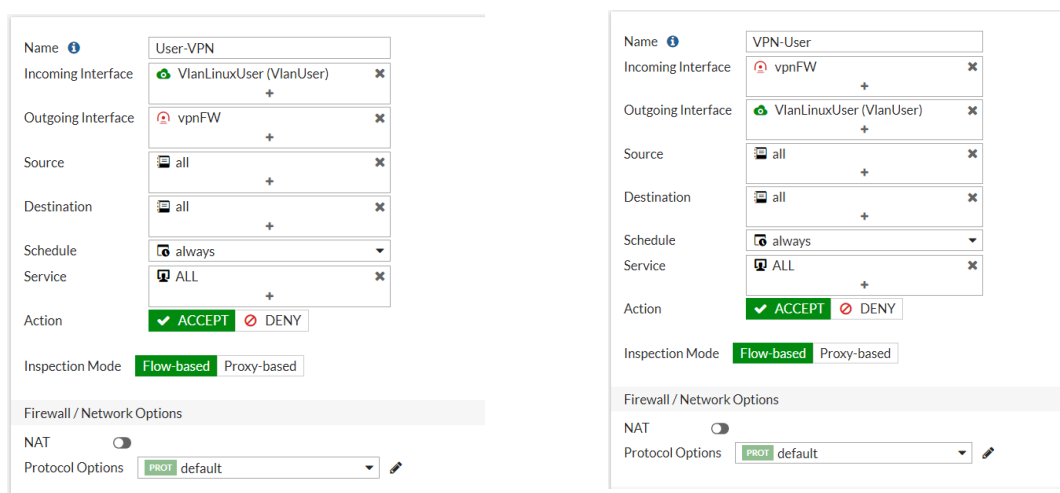 Name User-VPN
Incoming Interface VlanLinuxUser (VlanUser)
+
Outgoing Interface vpnFW
+
Source all
+
Destination all
+
Schedule always
Service ALL
+
Action ACCEPT DENY
Inspection Mode Flow-based Proxy-based
Firewall / Network Options
NAT
Protocol Options PROT default
Name VPN-User
Incoming Interface vpnFW
+
Outgoing Interface VlanLinuxUser (VlanUser)
+
Source all
+
Destination all
+
Schedule always
Service ALL
+
Action ACCEPT DENY
Inspection Mode Flow-based Proxy-based
Firewall / Network Options
NAT
Protocol Options PROT default